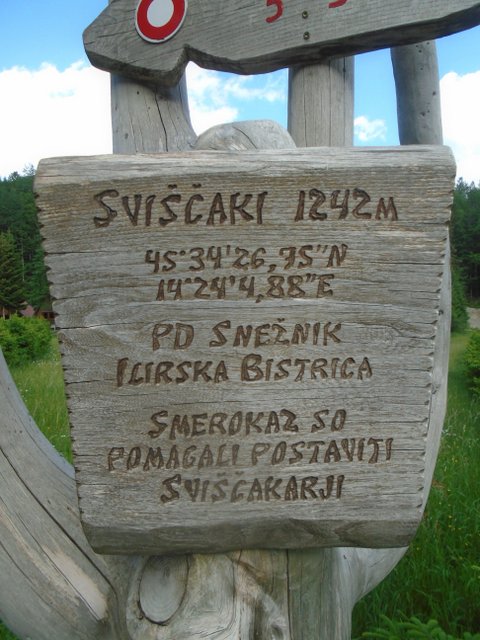 SVIŠČAKI 1242M
45°34'26,75"N
14°24'4,88"E
PD SNEŽNIK
ILIRSKA BISTRICA
SMEROKAZ SO
POMAGALI POSTAVITI
SVIŠČAKARJI